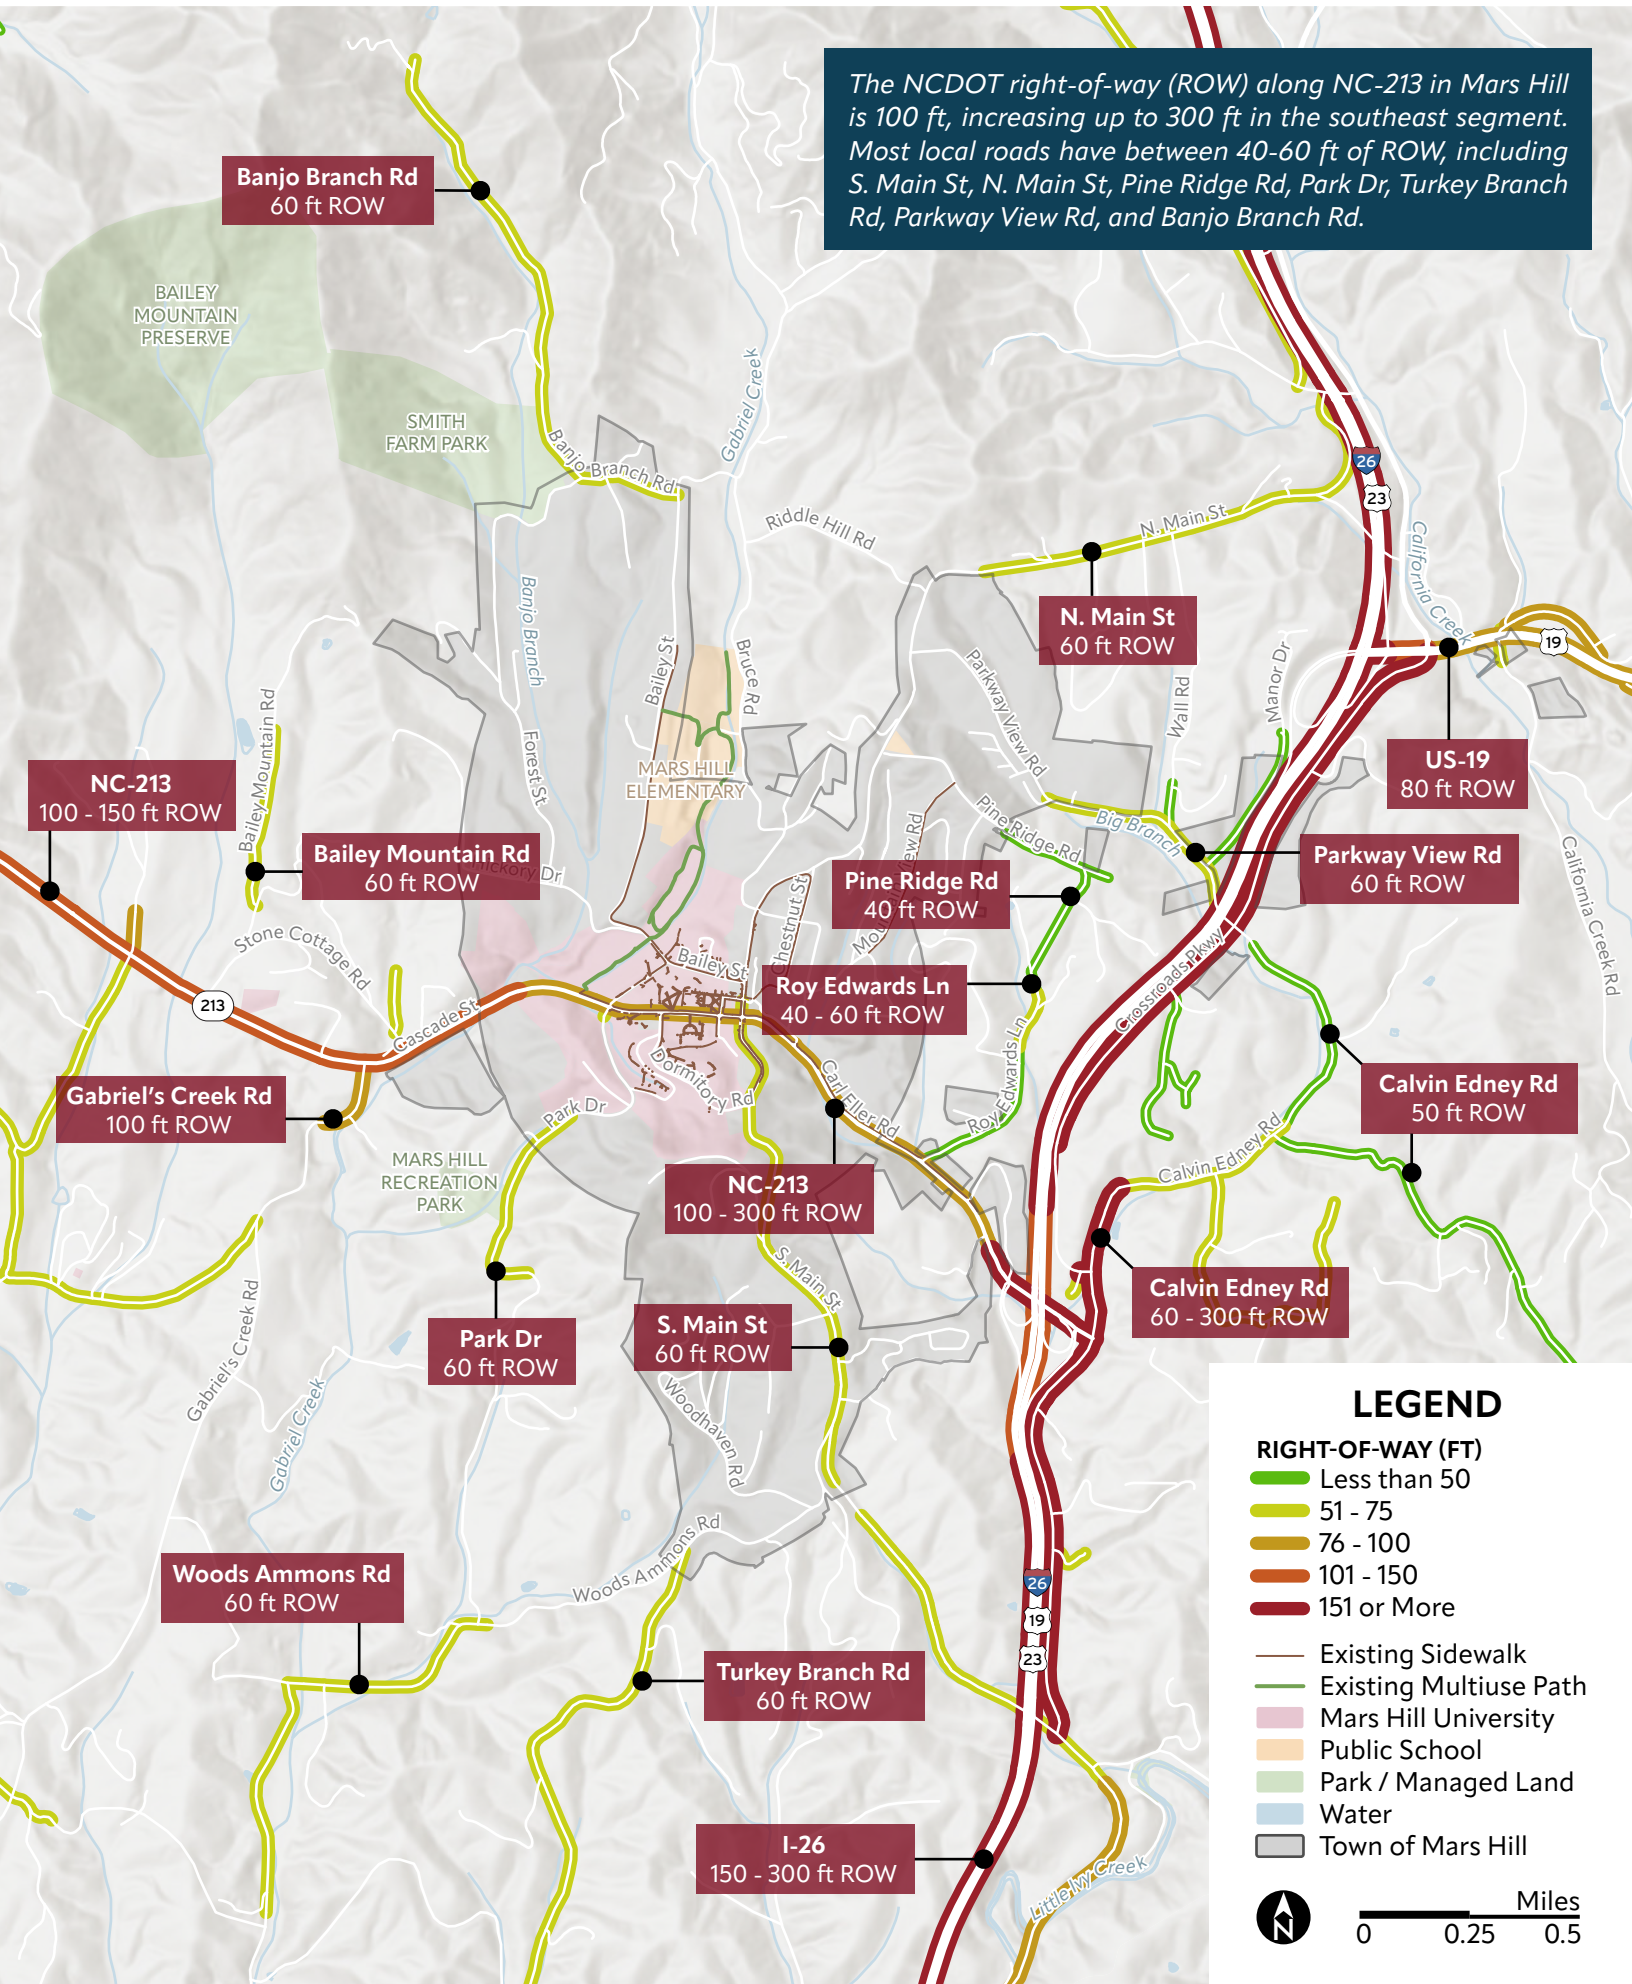 The NCDOT right-of-way (ROW) along NC-213 in Mars Hill
is 100 ft, increasing up to 300 ft in the southeast segment.
Most local roads have between 40-60 ft of ROW, including
S. Main St, N. Main St, Pine Ridge Rd, Park Dr, Turkey Branch
Rd, Parkway View Rd, and Banjo Branch Rd.
Banjo Branch Rd
60 ft ROW
BAILEY
MOUNTAIN
PRESERVE
SMITH
FARM PARK
Gabriel Creek
Banjo Branch Rd
26
23
Riddle Hill Rd
N. Main St
California Creek
Banjo Branch
N. Main St
60 ft ROW
19
Bailey St
Bruce Rd
Parkway View Rd
Wall Rd
Manor Dr
Bailey Mountain Rd
Forest St
MARS HILL
ELEMENTARY
US-19
80 ft ROW
NC-213
100 - 150 ft ROW
Pine Ridge Rd
Big Branch
Bailey Mountain Rd
60 ft ROW
Hickory Dr
Mountain View Rd
Parkway View Rd
60 ft ROW
Pine Ridge Rd
40 ft ROW
California Creek Rd
Stone Cottage Rd
Chestnut St
Bailey St
Crossroads Pkwy
213
Roy Edwards Ln
40 - 60 ft ROW
Cascade St
Roy Edwards Ln
Dormitory Rd
Carl Eller Rd
Gabriel's Creek Rd
100 ft ROW
Park Dr
Calvin Edney Rd
50 ft ROW
Calvin Edney Rd
MARS HILL
RECREATION
PARK
NC-213
100 - 300 ft ROW
S. Main St
Calvin Edney Rd
60 - 300 ft ROW
Gabriel's Creek Rd
Park Dr
60 ft ROW
S. Main St
60 ft ROW
Gabriel Creek
Woodhaven Rd
Woods Ammons Rd
Woods Ammons Rd
60 ft ROW
26
19
23
Turkey Branch Rd
60 ft ROW
I-26
150 - 300 ft ROW
Little Ivy Creek
LEGEND
RIGHT-OF-WAY (FT)
Less than 50
51 - 75
76 - 100
101 - 150
151 or More
Existing Sidewalk
Existing Multiuse Path
Mars Hill University
Public School
Park / Managed Land
Water
Town of Mars Hill
N
Miles
0 0.25 0.5